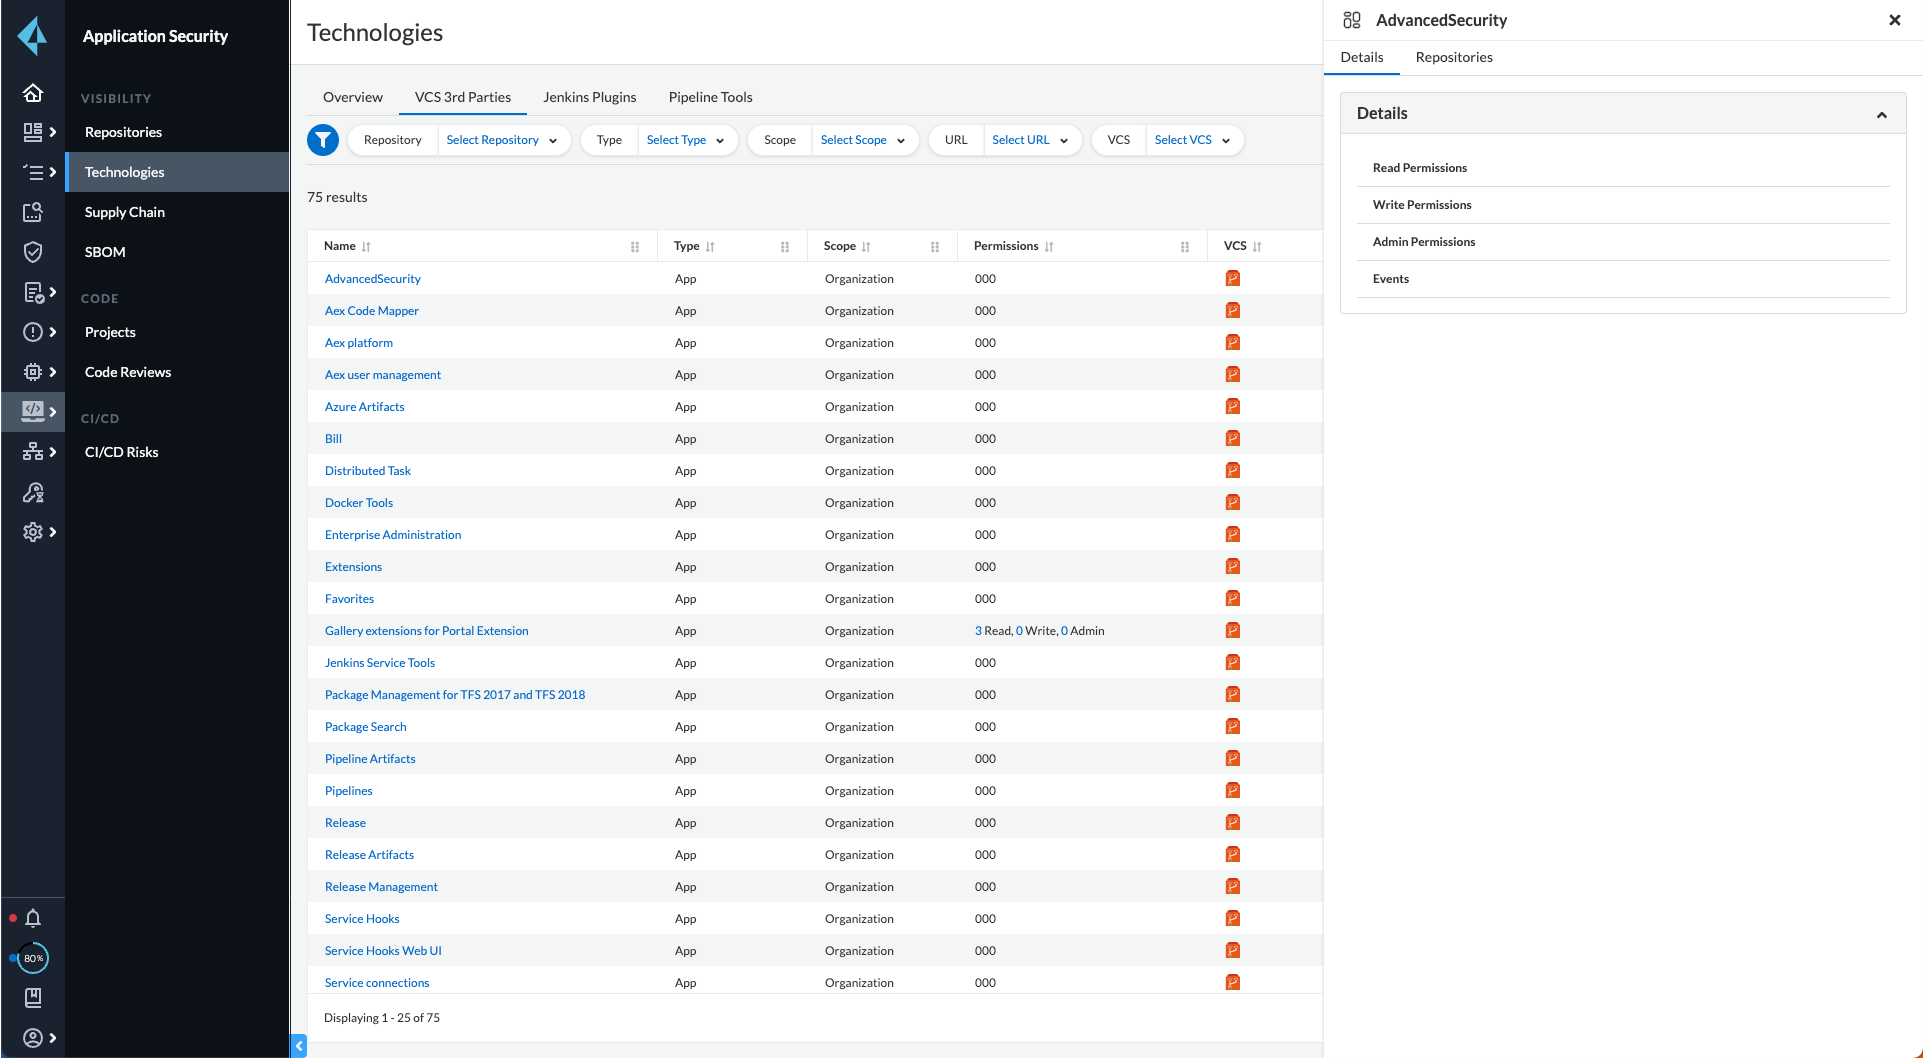 Application Security
VISIBILITY
Repositories
Technologies
Supply Chain
SBOM
CODE
Projects
Code Reviews
CI/CD
CI/CD Risks
80%
Technologies
Overview VCS 3rd Parties Jenkins Plugins Pipeline Tools
Repository Select Repository Type Select Type Scope Select Scope URL Select URL VCS Select VCS
75 results
Name Type Scope Permissions VCS
AdvancedSecurity App Organization 000
Aex Code Mapper App Organization 000
Aex platform App Organization 000
Aex user management App Organization 000
Azure Artifacts App Organization 000
Bill App Organization 000
Distributed Task App Organization 000
Docker Tools App Organization 000
Enterprise Administration App Organization 000
Extensions App Organization 000
Favorites App Organization 000
Gallery extensions for Portal Extension App Organization 3 Read, 0 Write, 0 Admin
Jenkins Service Tools App Organization 000
Package Management for TFS 2017 and TFS 2018 App Organization 000
Package Search App Organization 000
Pipeline Artifacts App Organization 000
Pipelines App Organization 000
Release App Organization 000
Release Artifacts App Organization 000
Release Management App Organization 000
Service Hooks App Organization 000
Service Hooks Web UI App Organization 000
Service connections App Organization 000
Displaying 1 - 25 of 75
AdvancedSecurity
Details Repositories
Details
Read Permissions
Write Permissions
Admin Permissions
Events